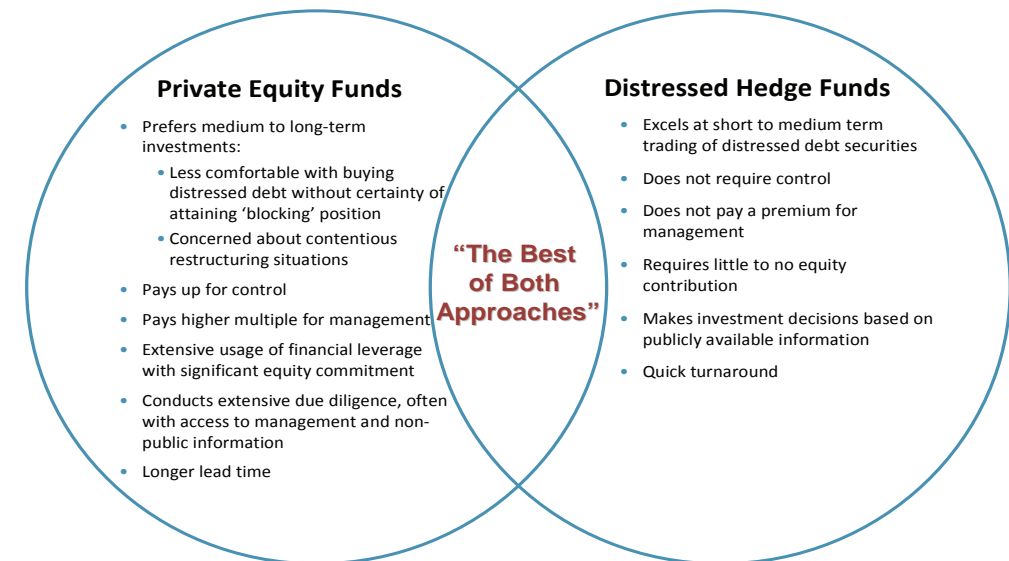 Private Equity Funds
• Prefers medium to long-term
investments:
• Less comfortable with buying
distressed debt without certainty of
attaining ‘blocking’ position
• Concerned about contentious
restructuring situations
• Pays up for control
• Pays higher multiple for management
• Extensive usage of financial leverage
with significant equity commitment
• Conducts extensive due diligence, often
with access to management and non-
public information
• Longer lead time
“The Best
of Both
Approaches”
Distressed Hedge Funds
• Excels at short to medium term
trading of distressed debt securities
• Does not require control
• Does not pay a premium for
management
• Requires little to no equity
contribution
• Makes investment decisions based on
publicly available information
• Quick turnaround